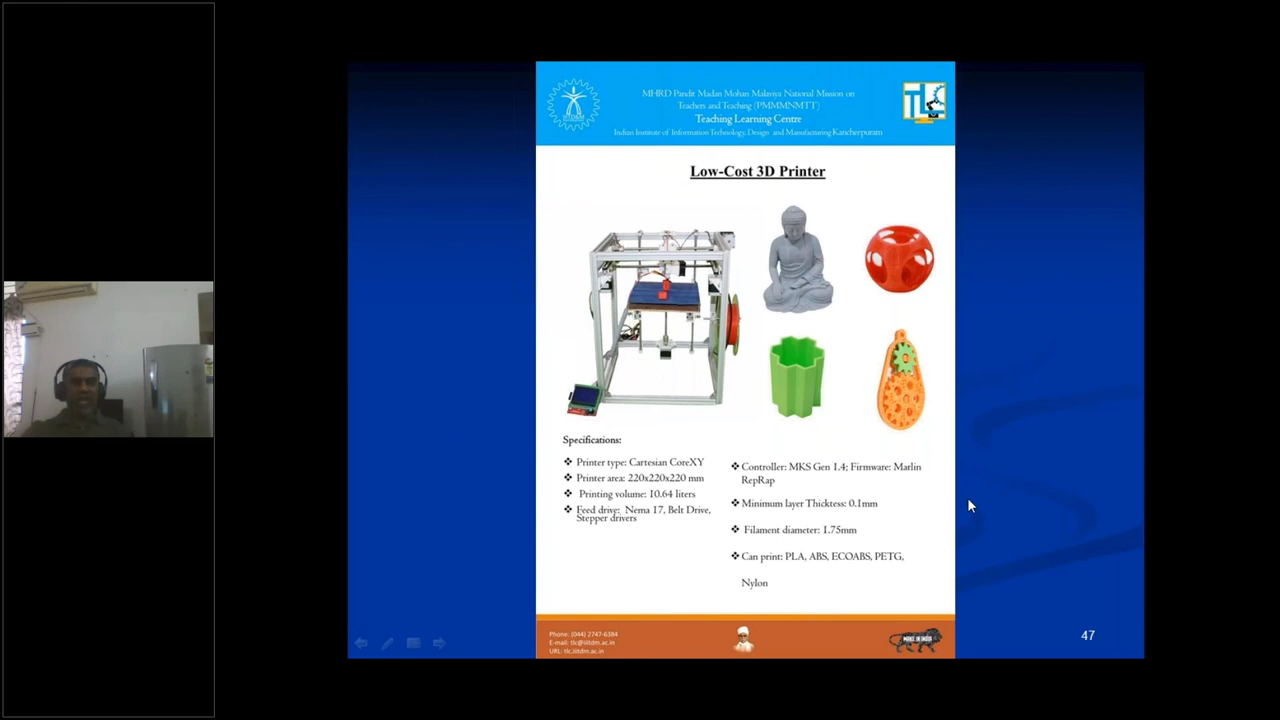 MHRD Pandit Madan Mohan Malaviya National Mission on
Teachers and Teaching (PMMMNMTT)
Teaching Learning Centre
Indian Institute of Information Technology, Design and Manufacturing Kancheepuram
TLC
Low-Cost 3D Printer
Specifications:
❖ Printer type: Cartesian CoreXY
❖ Printer area: 220x220x220 mm
❖ Printing volume: 10.64 liters
❖ Feed drive: Nema 17, Belt Drive,
Stepper drivers
❖ Controller: MKS Gen 1.4; Firmware: Marlin
RepRap
❖ Minimum layer Thicktess: 0.1mm
❖ Filament diameter: 1.75mm
❖ Can print: PLA, ABS, ECOABS, PETG,
Nylon
Phone: (044) 2747-6384
E-mail: tlc@iiitdm.ac.in
URL: tlc.iiitdm.ac.in
MAKE IN INDIA
47